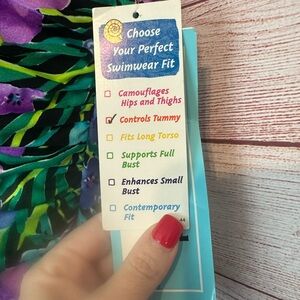 Choose
Your Perfect
Swimwear Fit
Camouflages
Hips and Thighs
Controls Tummy
Fits Long Torso
Supports Full
Bust
Enhances Small
Bust
Contemporary
Fit